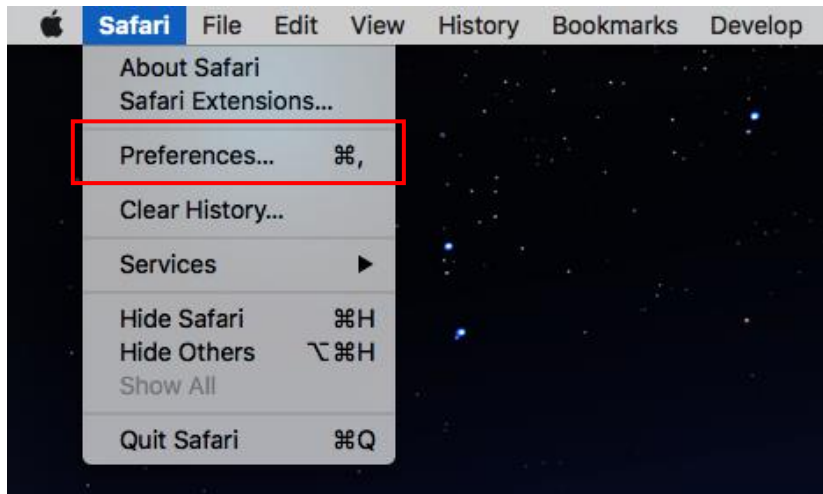 Safari File Edit View History Bookmarks Develop
About Safari
Safari Extensions...
Preferences... ⌘,
Clear History...
Services ▶
Hide Safari ⌘H
Hide Others ⌥⌘H
Show All
Quit Safari ⌘Q